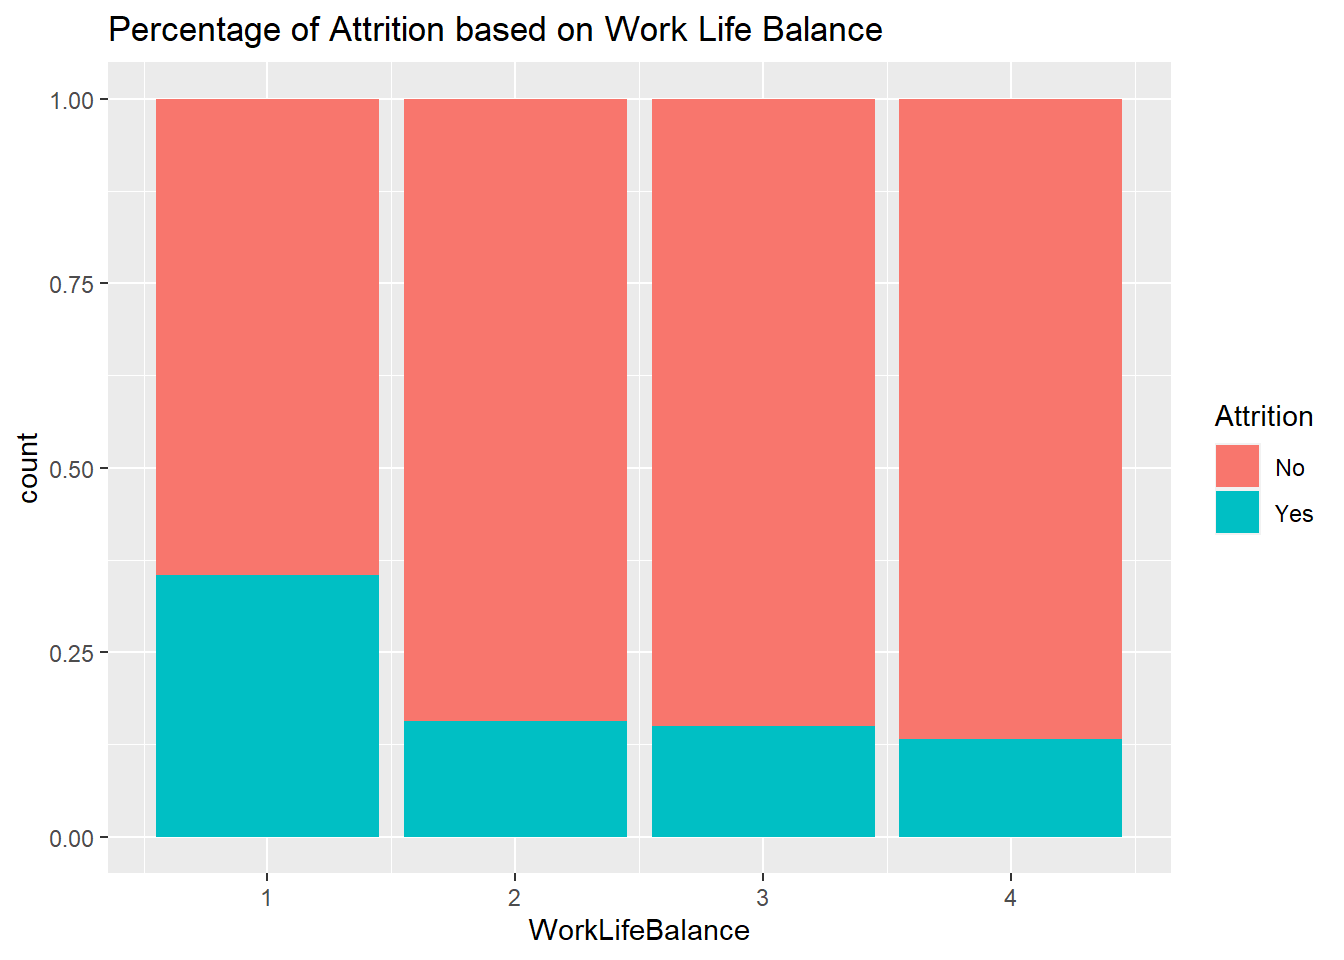 Percentage of Attrition based on Work Life Balance
1.00
0.75
0.50
0.25
0.00
count
1 2 3 4
WorkLifeBalance
Attrition
No
Yes